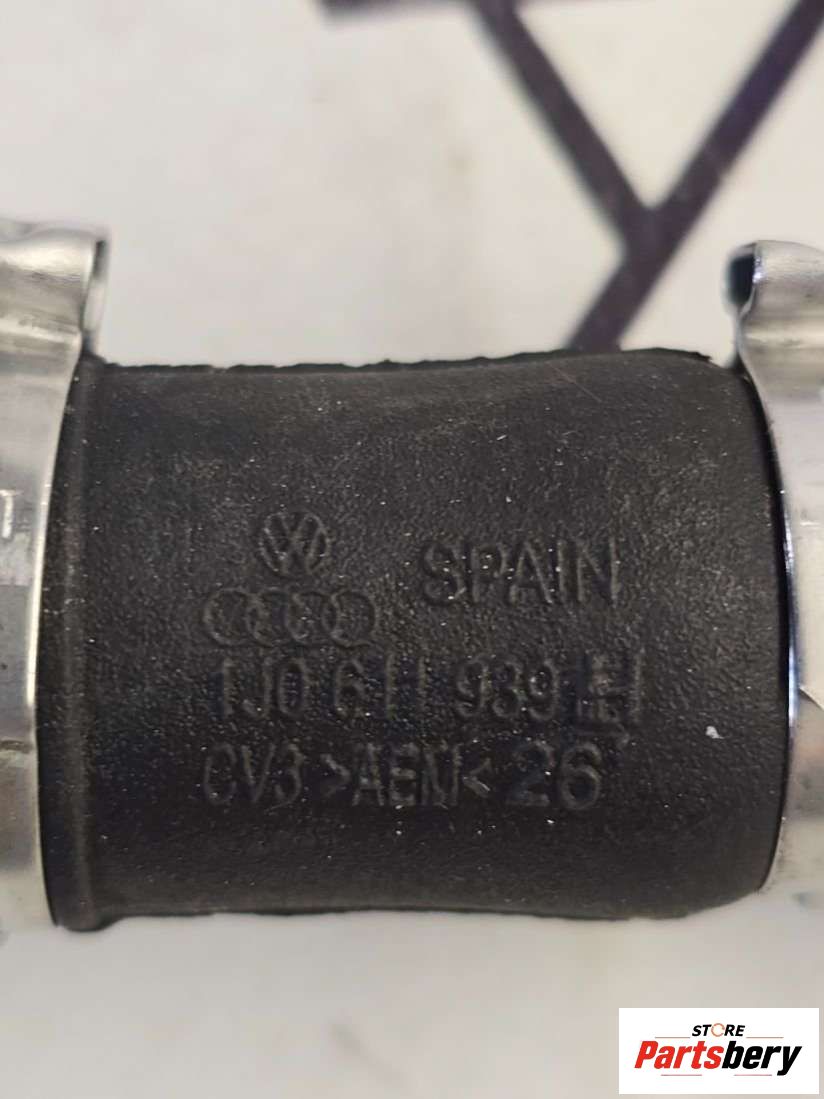 SPAIN
1J0 611 939
CV3 >AEM< 26
STORE
Partsbery